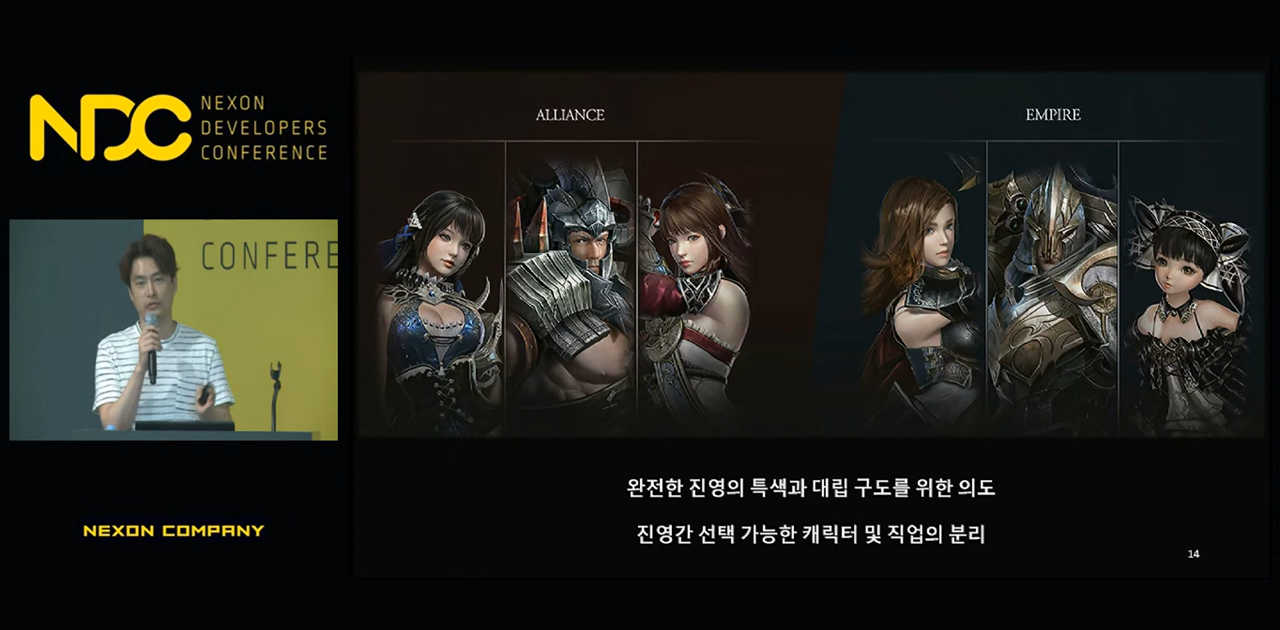 NDC
NEXON
DEVELOPERS
CONFERENCE
CONFERE
NEXON COMPANY
ALLIANCE
EMPIRE
완전한 진영의 특색과 대립 구도를 위한 의도
진영간 선택 가능한 캐릭터 및 직업의 분리
14